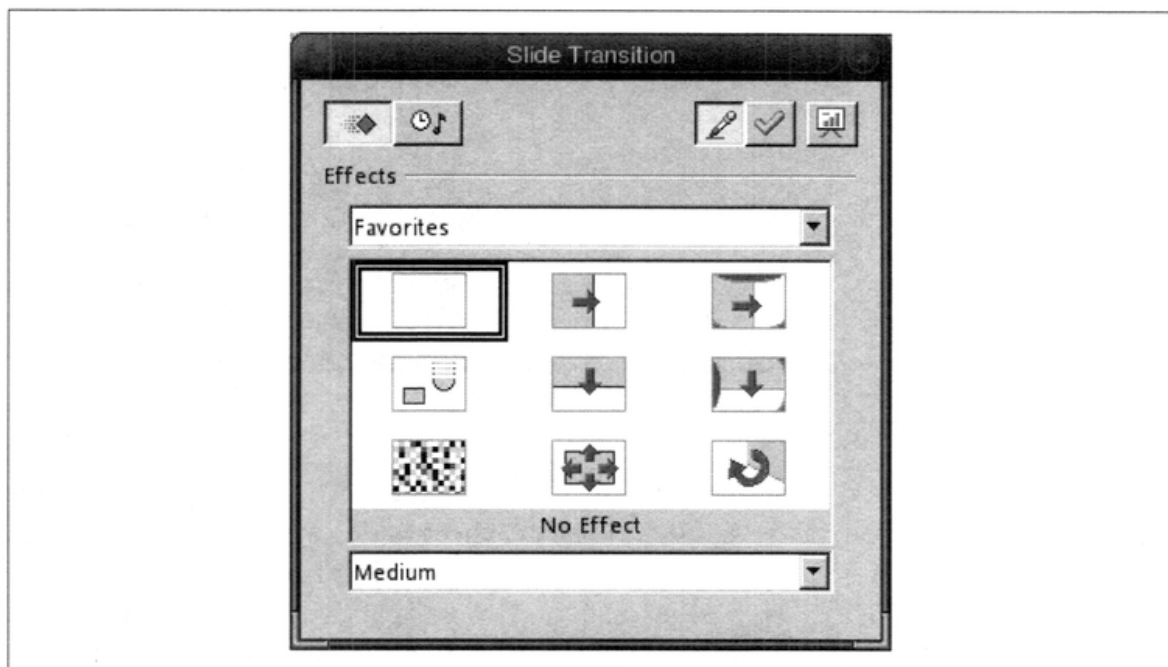 Slide Transition
Effects
Favorites
No Effect
Medium